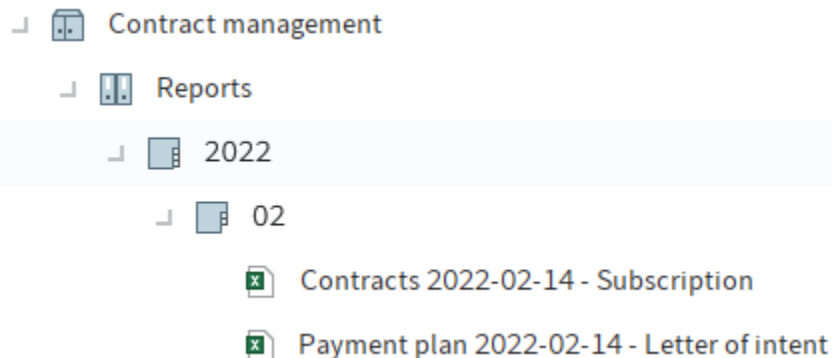 Contract management
Reports
2022
02
Contracts 2022-02-14 - Subscription
Payment plan 2022-02-14 - Letter of intent